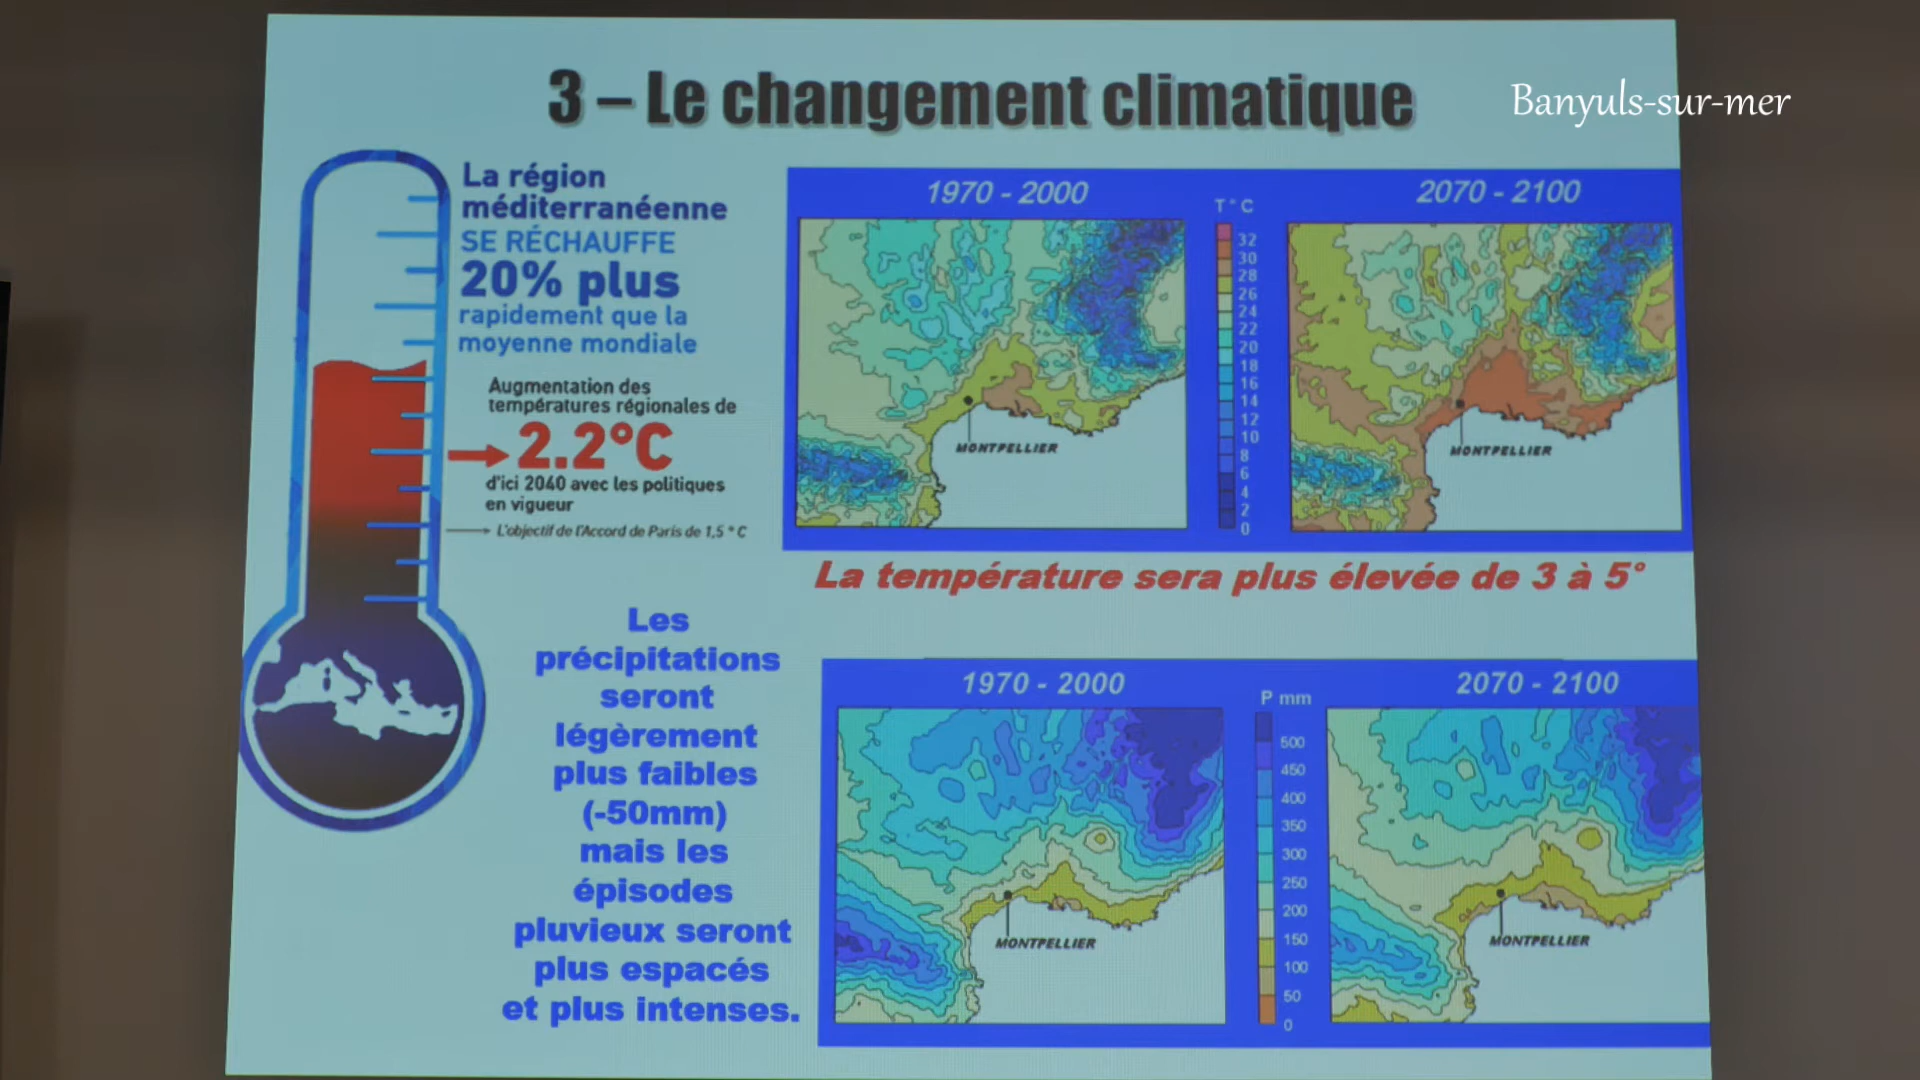 3 – Le changement climatique
Banyuls-sur-mer
La région
méditerranéenne
SE RÉCHAUFFE
20% plus
rapidement que la
moyenne mondiale
Augmentation des
températures régionales de
2.2°C
d'ici 2040 avec les politiques
en vigueur
L'objectif de l'Accord de Paris de 1,5 °C
1970 - 2000
T°C
32
30
28
26
24
22
20
18
16
14
12
10
8
6
4
2
0
MONTPELLIER
2070 - 2100
MONTPELLIER
La température sera plus élevée de 3 à 5°
Les
précipitations
seront
légèrement
plus faibles
(-50mm)
mais les
épisodes
pluvieux seront
plus espacés
et plus intenses.
1970 - 2000
P mm
500
450
400
350
300
250
200
150
100
50
0
MONTPELLIER
2070 - 2100
MONTPELLIER